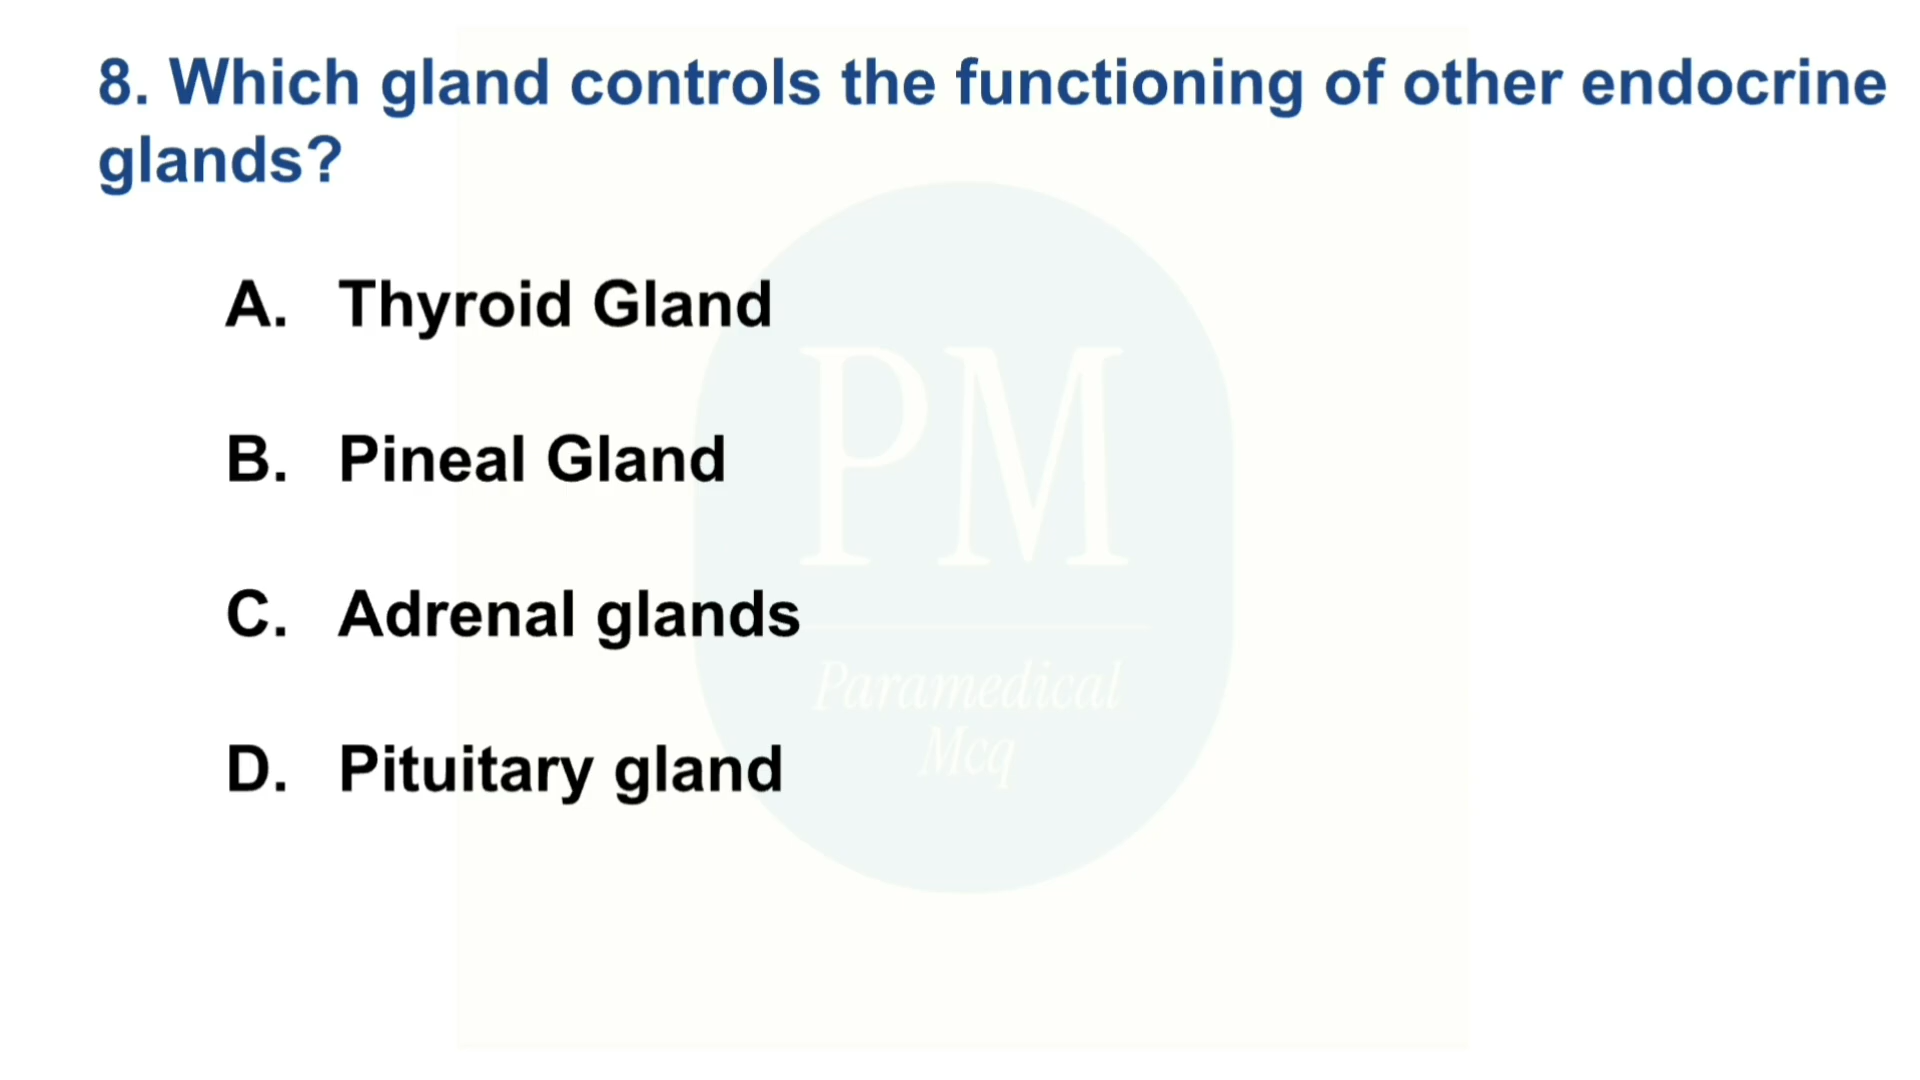 8. Which gland controls the functioning of other endocrine
glands?
A. Thyroid Gland
B. Pineal Gland
C. Adrenal glands
D. Pituitary gland
PM
Paramedical
Mcq